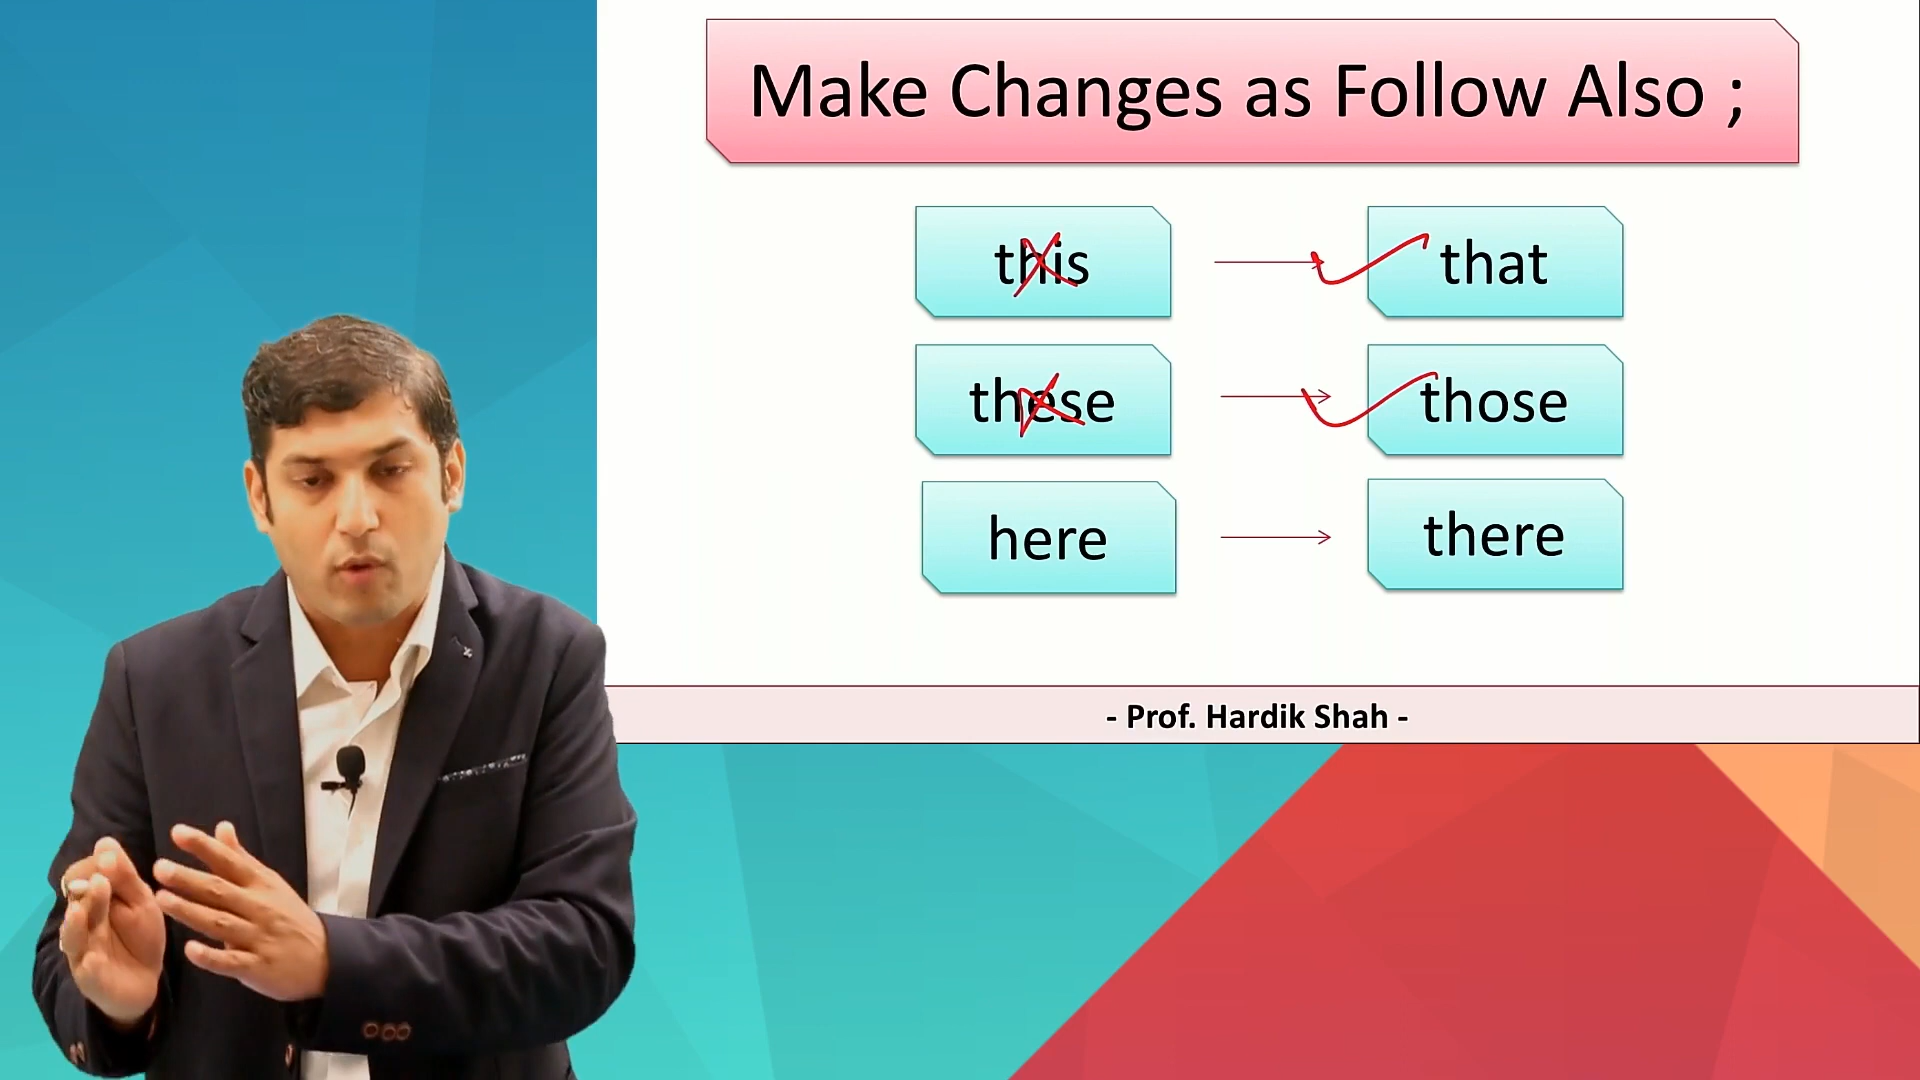 Make Changes as Follow Also ;
this that
these those
here there
- Prof. Hardik Shah -